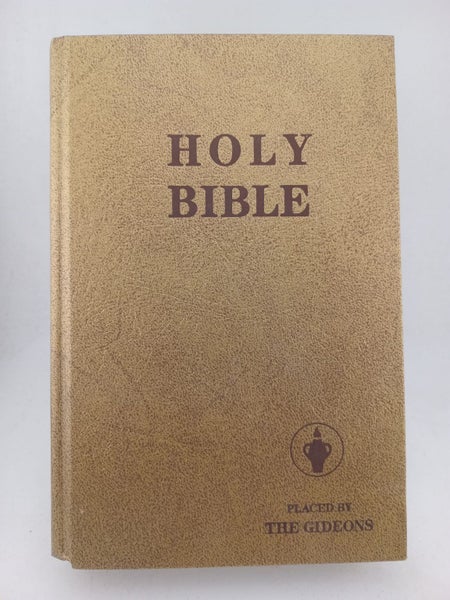 HOLY
BIBLE
PLACED BY
THE GIDEONS